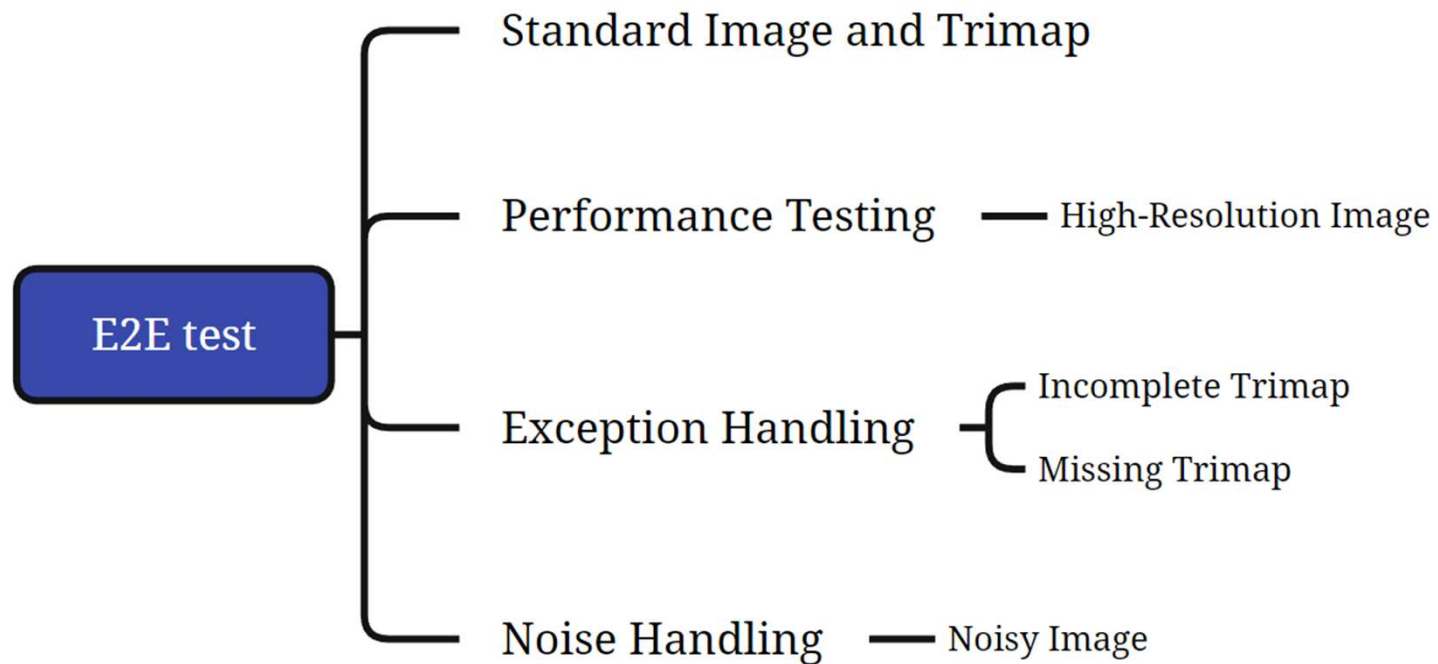 Standard Image and Trimap
Performance Testing
High-Resolution Image
E2E test
Incomplete Trimap
Exception Handling
Missing Trimap
Noise Handling
Noisy Image